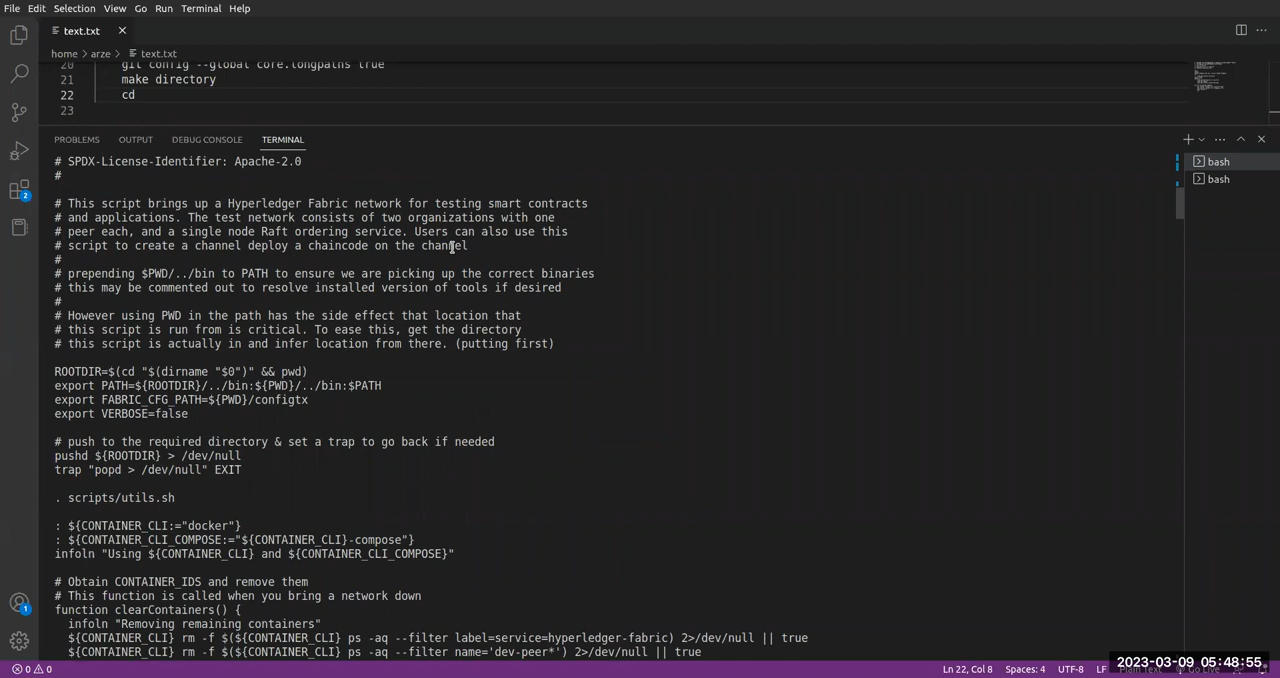 File Edit Selection View Go Run Terminal Help
text.txt
home > arze > text.txt
20 git config --global core.longpaths true
21 make directory
22 cd
23
PROBLEMS OUTPUT DEBUG CONSOLE TERMINAL
# SPDX-License-Identifier: Apache-2.0
#
# This script brings up a Hyperledger Fabric network for testing smart contracts
# and applications. The test network consists of two organizations with one
# peer each, and a single node Raft ordering service. Users can also use this
# script to create a channel deploy a chaincode on the channel
#
# prepending $PWD/../bin to PATH to ensure we are picking up the correct binaries
# this may be commented out to resolve installed version of tools if desired
#
# However using PWD in the path has the side effect that location that
# this script is run from is critical. To ease this, get the directory
# this script is actually in and infer location from there. (putting first)
ROOTDIR=$(cd "$(dirname "$0")" && pwd)
export PATH=${ROOTDIR}/../bin:${PWD}/../bin:$PATH
export FABRIC_CFG_PATH=${PWD}/configtx
export VERBOSE=false
# push to the required directory & set a trap to go back if needed
pushd ${ROOTDIR} > /dev/null
trap "popd > /dev/null" EXIT
. scripts/utils.sh
: ${CONTAINER_CLI:="docker"}
: ${CONTAINER_CLI_COMPOSE:="${CONTAINER_CLI}-compose"}
infoln "Using ${CONTAINER_CLI} and ${CONTAINER_CLI_COMPOSE}"
# Obtain CONTAINER_IDS and remove them
# This function is called when you bring a network down
function clearContainers() {
infoln "Removing remaining containers"
${CONTAINER_CLI} rm -f $(${CONTAINER_CLI} ps -aq --filter label=service=hyperledger-fabric) 2>/dev/null || true
${CONTAINER_CLI} rm -f $(${CONTAINER_CLI} ps -aq --filter name='dev-peer*') 2>/dev/null || true
bash
bash
2
1
0 0
Ln 22, Col 8 Spaces: 4 UTF-8 LF Plain Text Go Live
2023-03-09 05:48:55